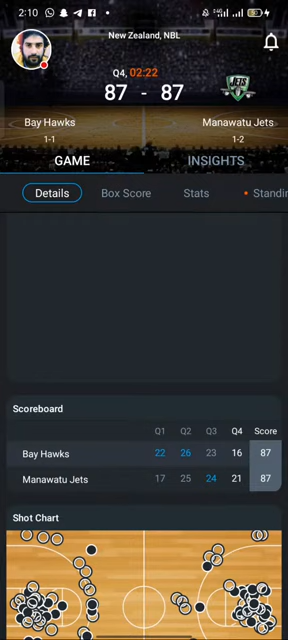 2:10
New Zealand, NBL
Q4, 02:22
87 - 87
JETS
Bay Hawks
Manawatu Jets
1-1
1-2
GAME
INSIGHTS
Details
Box Score
Stats
Standin
Scoreboard
Q1 Q2 Q3 Q4 Score
Bay Hawks 22 26 23 16 87
Manawatu Jets 17 25 24 21 87
Shot Chart